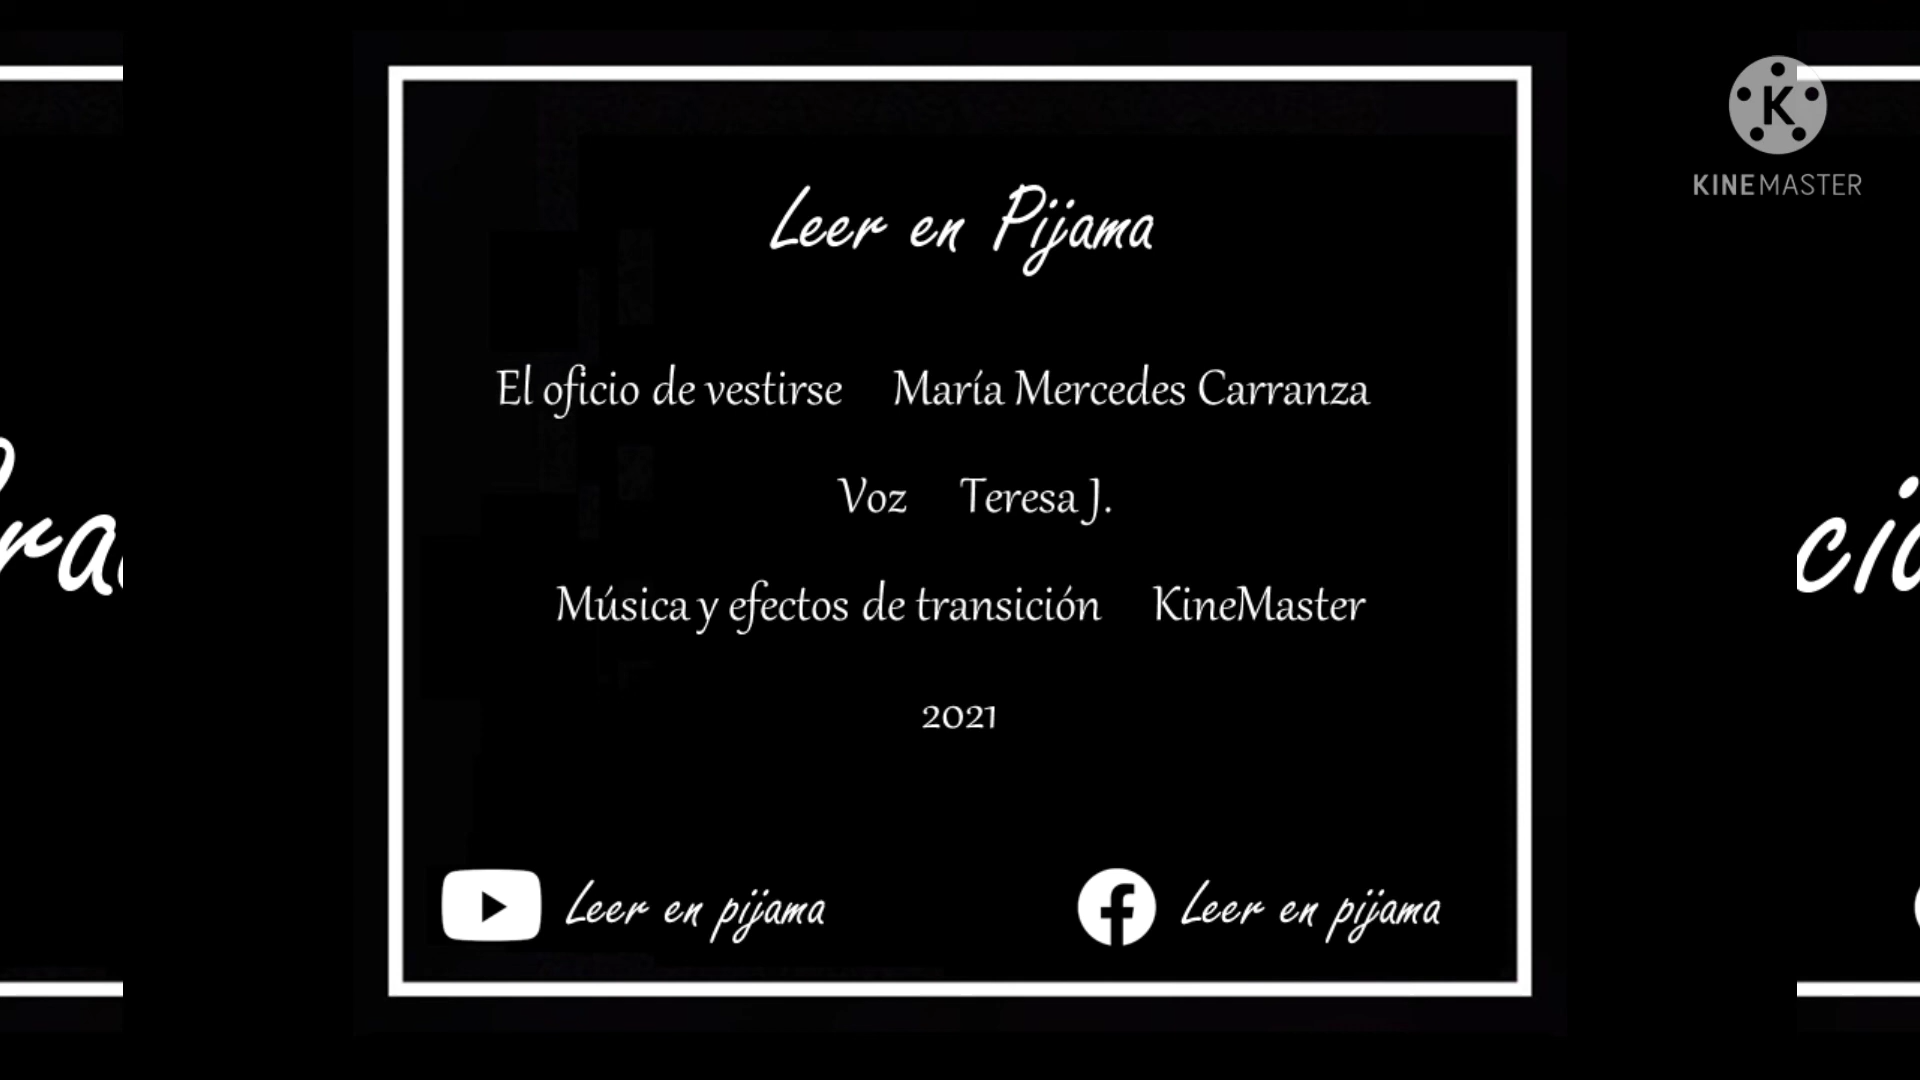 Leer en Pijama
El oficio de vestirse María Mercedes Carranza
Voz Teresa J.
Música y efectos de transición KineMaster
2021
Leer en pijama
Leer en pijama
KINEMASTER